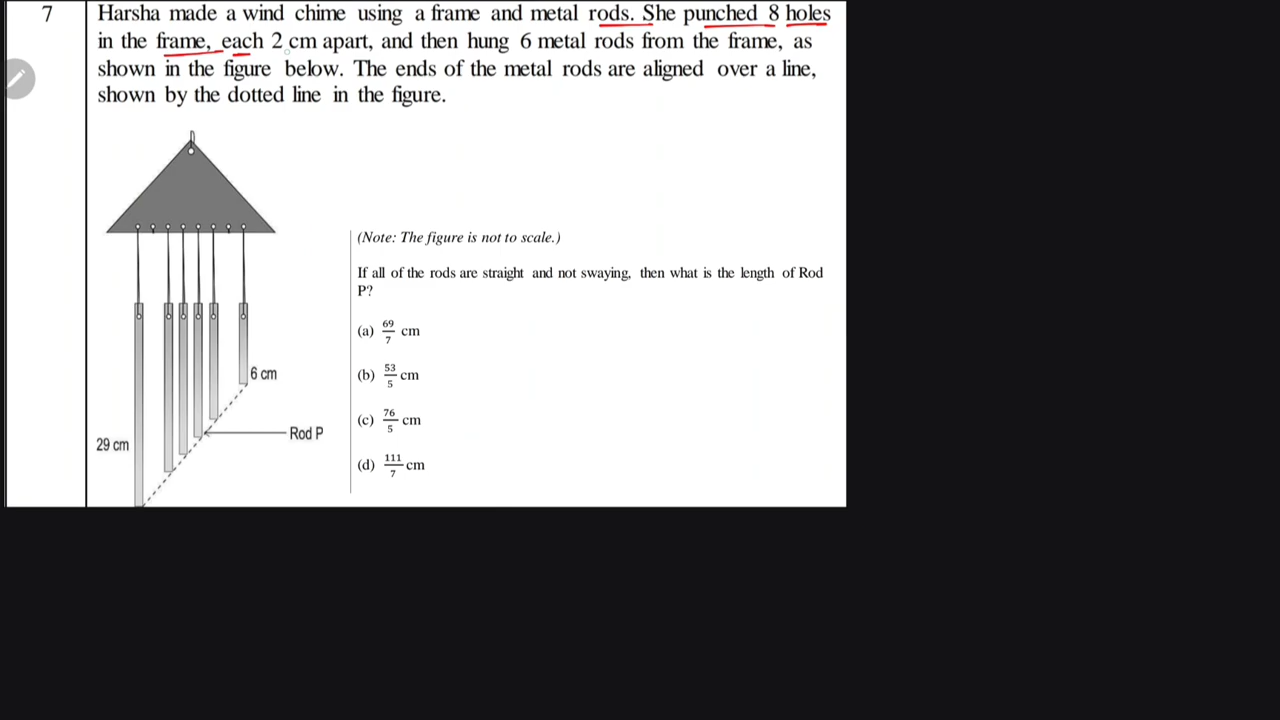 7
Harsha made a wind chime using a frame and metal rods. She punched 8 holes
in the frame, each 2 cm apart, and then hung 6 metal rods from the frame, as
shown in the figure below. The ends of the metal rods are aligned over a line,
shown by the dotted line in the figure.
(Note: The figure is not to scale.)
If all of the rods are straight and not swaying, then what is the length of Rod
P?
(a) 69/7 cm
(b) 53/5 cm
6 cm
(c) 76/5 cm
Rod P
29 cm
(d) 111/7 cm